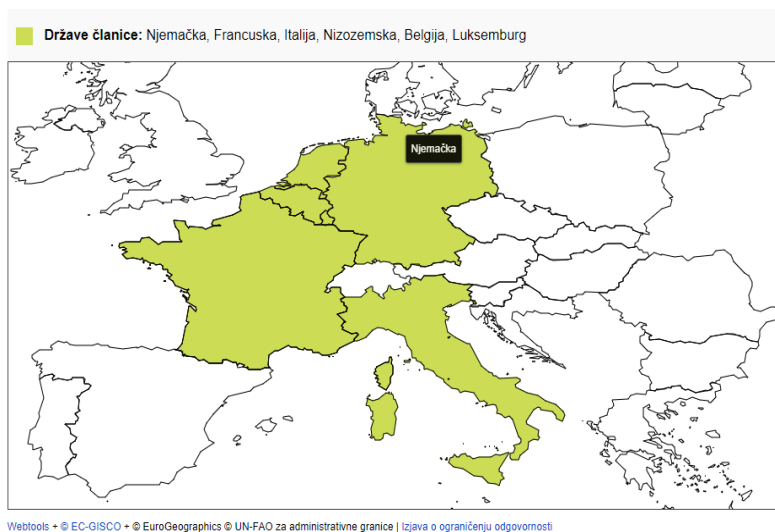 Države članice: Njemačka, Francuska, Italija, Nizozemska, Belgija, Luksemburg
Njemačka
Webtools + © EC-GISCO + © EuroGeographics © UN-FAO za administrativne granice | Izjava o ograničenju odgovornosti